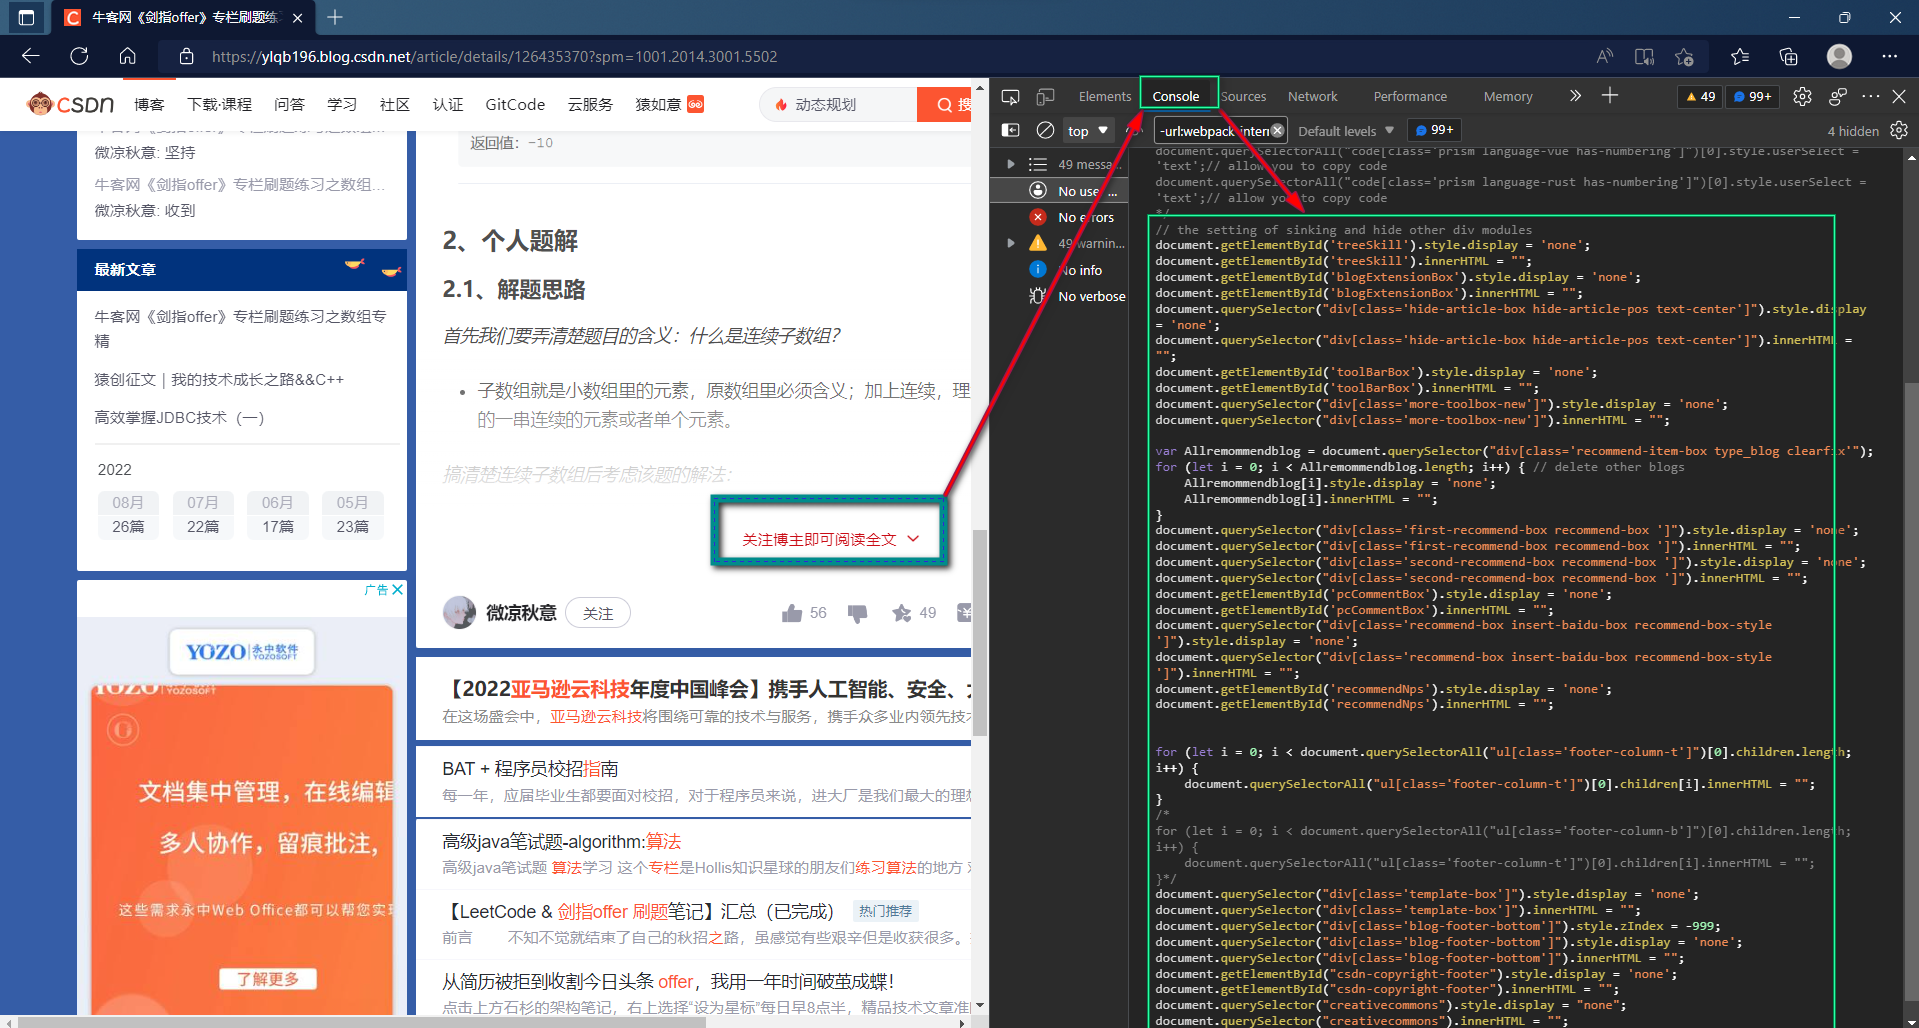 牛客网《剑指offer》专栏刷题练
https://ylqb196.blog.csdn.net/article/details/126435370?spm=1001.2014.3001.5502
CSDN 博客 下载·课程 问答 学习 社区 认证 GitCode 云服务 猿如意 动态规划 搜
微凉秋意: 坚持
牛客网《剑指offer》专栏刷题练习之数组...
微凉秋意: 收到
最新文章
牛客网《剑指offer》专栏刷题练习之数组专
精
猿创征文 | 我的技术成长之路&&C++
高效掌握JDBC技术（一）
2022
08月 07月 06月 05月
26篇 22篇 17篇 23篇
广告
YOZO 永中软件
YOZOSOFT
YOZO YOZOSOFT
文档集中管理，在线编辑
多人协作，留痕批注，
这些需求永中Web Office都可以帮您实现
了解更多
返回值：-10
2、个人题解
2.1、解题思路
首先我们要弄清楚题目的含义：什么是连续子数组？
• 子数组就是小数组里的元素，原数组里必须含义；加上连续，理
的一串连续的元素或者单个元素。
搞清楚连续子数组后考虑该题的解法：
关注博主即可阅读全文
微凉秋意 关注 56 49
【2022亚马逊云科技年度中国峰会】携手人工智能、安全、
在这场盛会中，亚马逊云科技将围绕可靠的技术与服务，携手众多业内领先技
BAT + 程序员校招指南
每一年，应届毕业生都要面对校招，对于程序员来说，进大厂是我们最大的理想
高级java笔试题-algorithm:算法
高级java笔试题 算法学习 这个专栏是Hollis知识星球的朋友们练习算法的地方
【LeetCode & 剑指offer 刷题笔记】汇总（已完成） 热门推荐
前言 不知不觉就结束了自己的秋招之路，虽感觉有些艰辛但是收获很多。
从简历被拒到收割今日头条 offer，我用一年时间破茧成蝶！
点击上方石杉的架构笔记，右上选择“设为星标”每日早8点半，精品技术文章准
Elements Console Sources Network Performance Memory 49 99+
top -url:webpack-intern Default levels 99+ 4 hidden
49 messa...
No use ...
No errors
49 warnin...
No info
No verbose
document.querySelectorAll("code[class='prism language-vue has-numbering']")[0].style.userSelect =
'text';// allow you to copy code
document.querySelectorAll("code[class='prism language-rust has-numbering']")[0].style.userSelect =
'text';// allow you to copy code
*/
// the setting of sinking and hide other div modules
document.getElementById('treeSkill').style.display = 'none';
document.getElementById('treeSkill').innerHTML = "";
document.getElementById('blogExtensionBox').style.display = 'none';
document.getElementById('blogExtensionBox').innerHTML = "";
document.querySelector("div[class='hide-article-box hide-article-pos text-center']").style.display
= 'none';
document.querySelector("div[class='hide-article-box hide-article-pos text-center']").innerHTML =
"";
document.getElementById('toolBarBox').style.display = 'none';
document.getElementById('toolBarBox').innerHTML = "";
document.querySelector("div[class='more-toolbox-new']").style.display = 'none';
document.querySelector("div[class='more-toolbox-new']").innerHTML = "";
var Allremommendblog = document.querySelector("div[class='recommend-item-box type_blog clearfix'");
for (let i = 0; i < Allremommendblog.length; i++) { // delete other blogs
Allremommendblog[i].style.display = 'none';
Allremommendblog[i].innerHTML = "";
}
document.querySelector("div[class='first-recommend-box recommend-box ']").style.display = 'none';
document.querySelector("div[class='first-recommend-box recommend-box ']").innerHTML = "";
document.querySelector("div[class='second-recommend-box recommend-box ']").style.display = 'none';
document.querySelector("div[class='second-recommend-box recommend-box ']").innerHTML = "";
document.getElementById('pcCommentBox').style.display = 'none';
document.getElementById('pcCommentBox').innerHTML = "";
document.querySelector("div[class='recommend-box insert-baidu-box recommend-box-style
']").style.display = 'none';
document.querySelector("div[class='recommend-box insert-baidu-box recommend-box-style
']").innerHTML = "";
document.getElementById('recommendNps').style.display = 'none';
document.getElementById('recommendNps').innerHTML = "";
for (let i = 0; i < document.querySelectorAll("ul[class='footer-column-t']")[0].children.length;
i++) {
document.querySelectorAll("ul[class='footer-column-t']")[0].children[i].innerHTML = "";
}
/*
for (let i = 0; i < document.querySelectorAll("ul[class='footer-column-b']")[0].children.length;
i++) {
document.querySelectorAll("ul[class='footer-column-t']")[0].children[i].innerHTML = "";
}*/
document.querySelector("div[class='template-box']").style.display = 'none';
document.querySelector("div[class='template-box']").innerHTML = "";
document.querySelector("div[class='blog-footer-bottom']").style.zIndex = -999;
document.querySelector("div[class='blog-footer-bottom']").style.display = 'none';
document.querySelector("div[class='blog-footer-bottom']").innerHTML = "";
document.getElementById("csdn-copyright-footer").style.display = 'none';
document.getElementById("csdn-copyright-footer").innerHTML = "";
document.querySelector("creativecommons").style.display = "none";
document.querySelector("creativecommons").innerHTML = "";